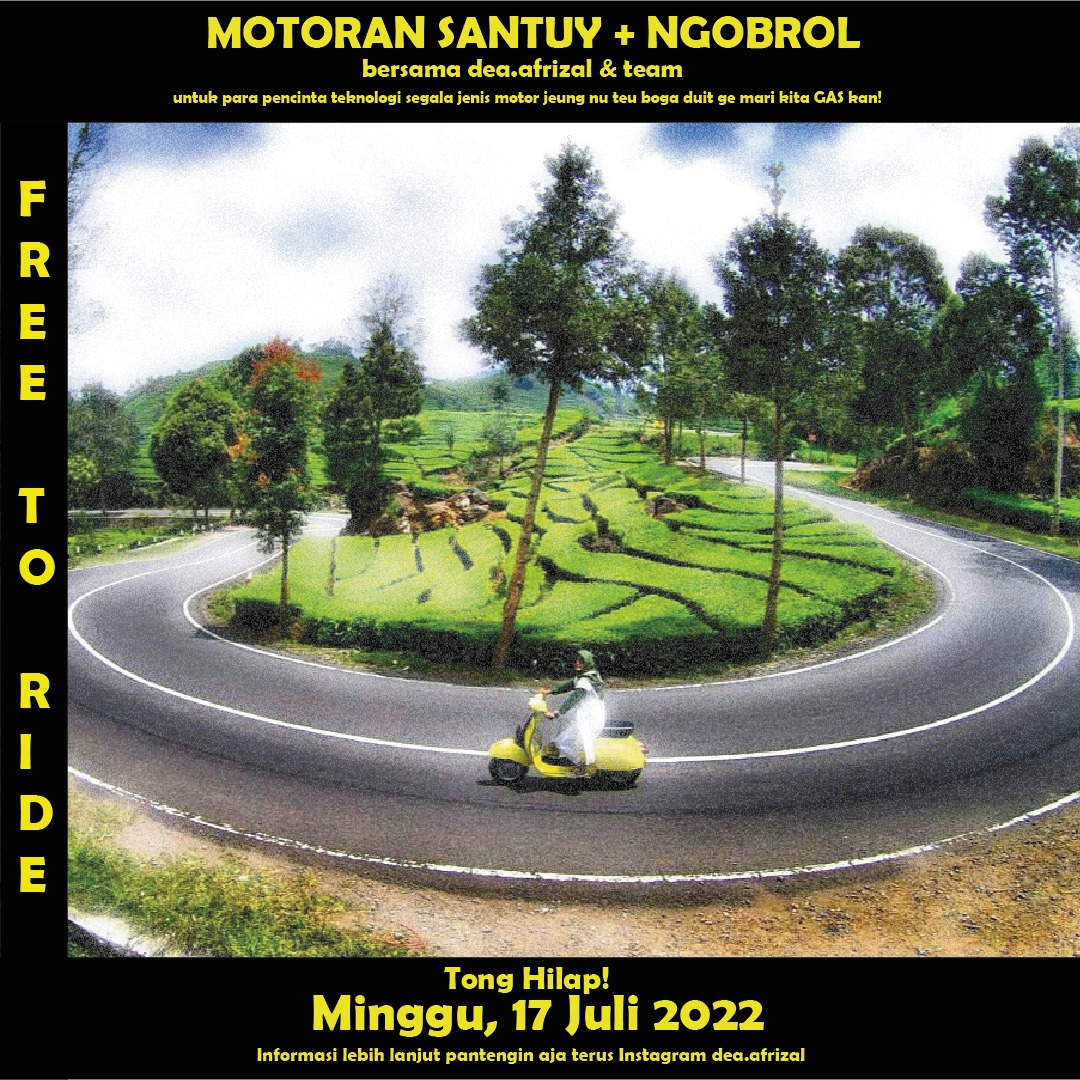 MOTORAN SANTUY + NGOBROL
bersama dea.afrizal & team
untuk para pencinta teknologi segala jenis motor jeung nu teu boga duit ge mari kita GAS kan!
FREE TO RIDE
Tong Hilap!
Minggu, 17 Juli 2022
Informasi lebih lanjut pantengin aja terus Instagram dea.afrizal